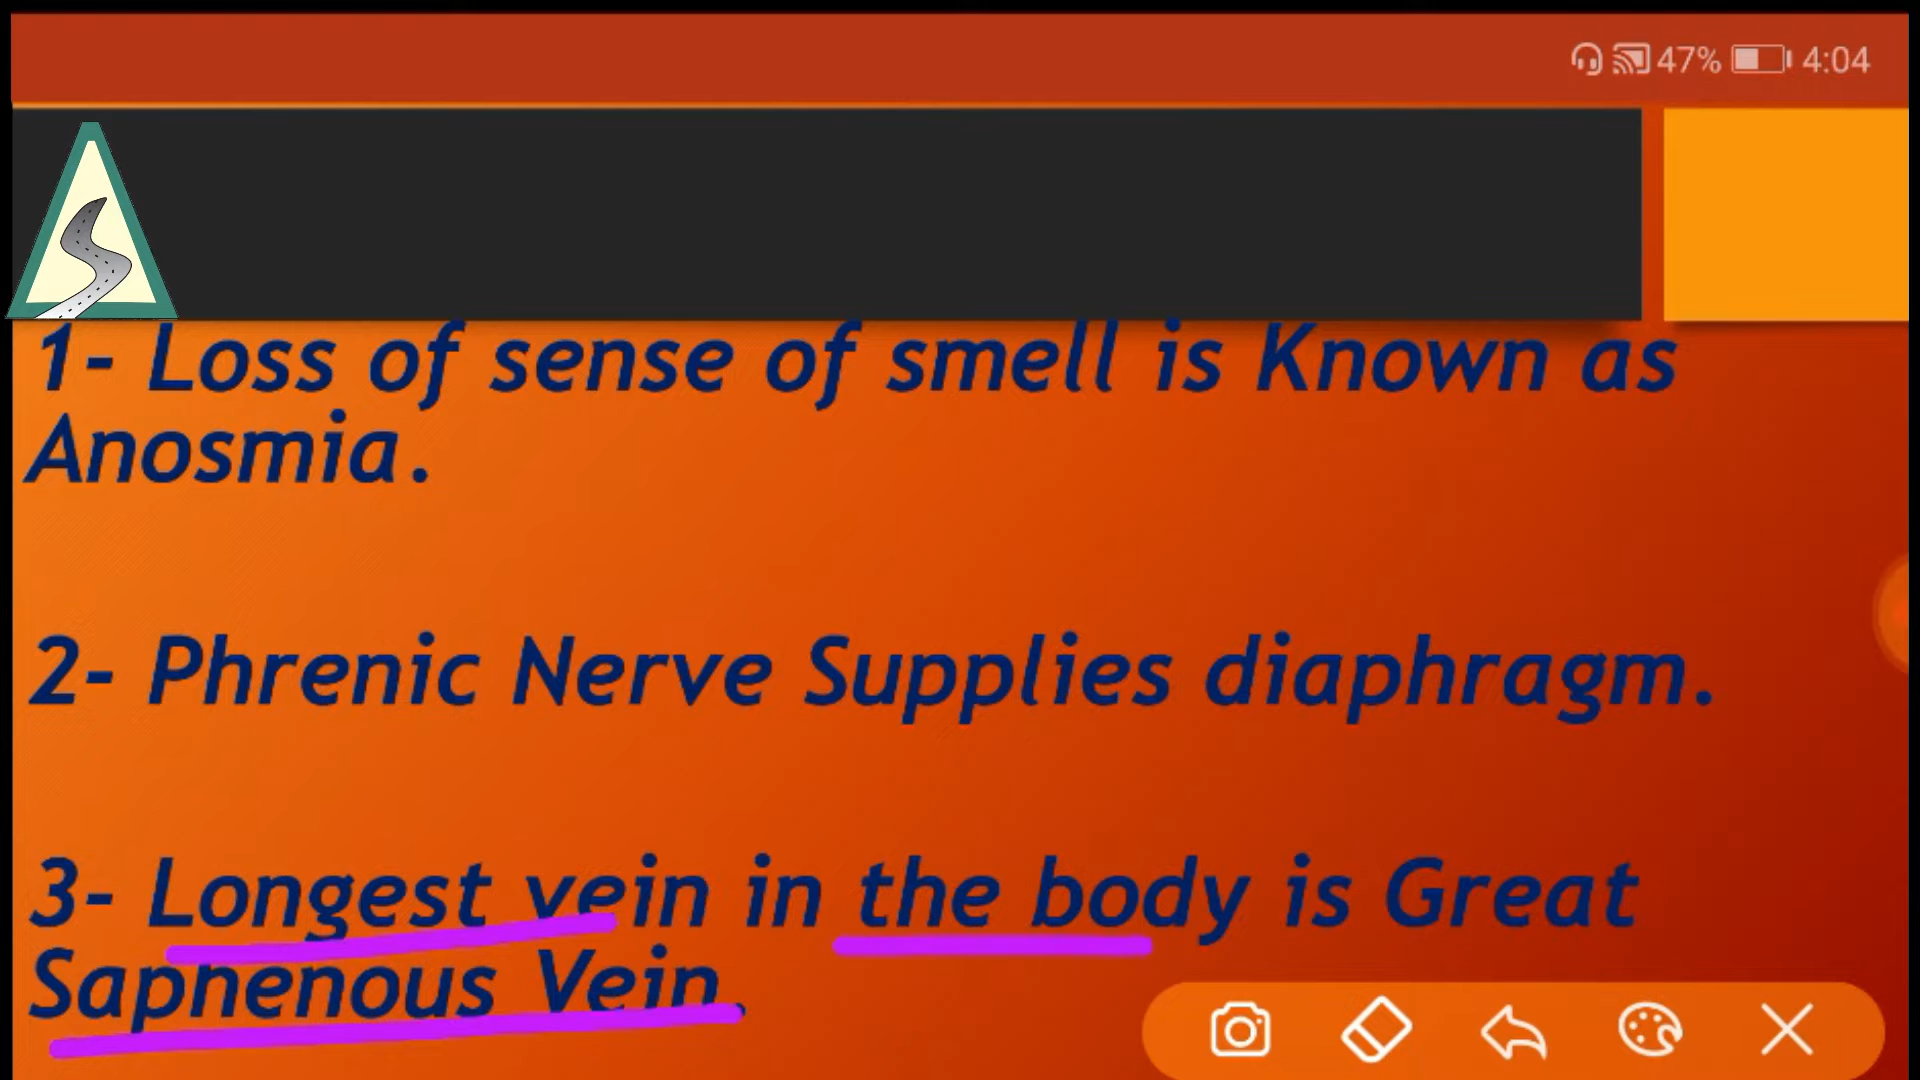 47% 4:04
1- Loss of sense of smell is Known as
Anosmia.
2- Phrenic Nerve Supplies diaphragm.
3- Longest vein in the body is Great
Saphenous Vein.